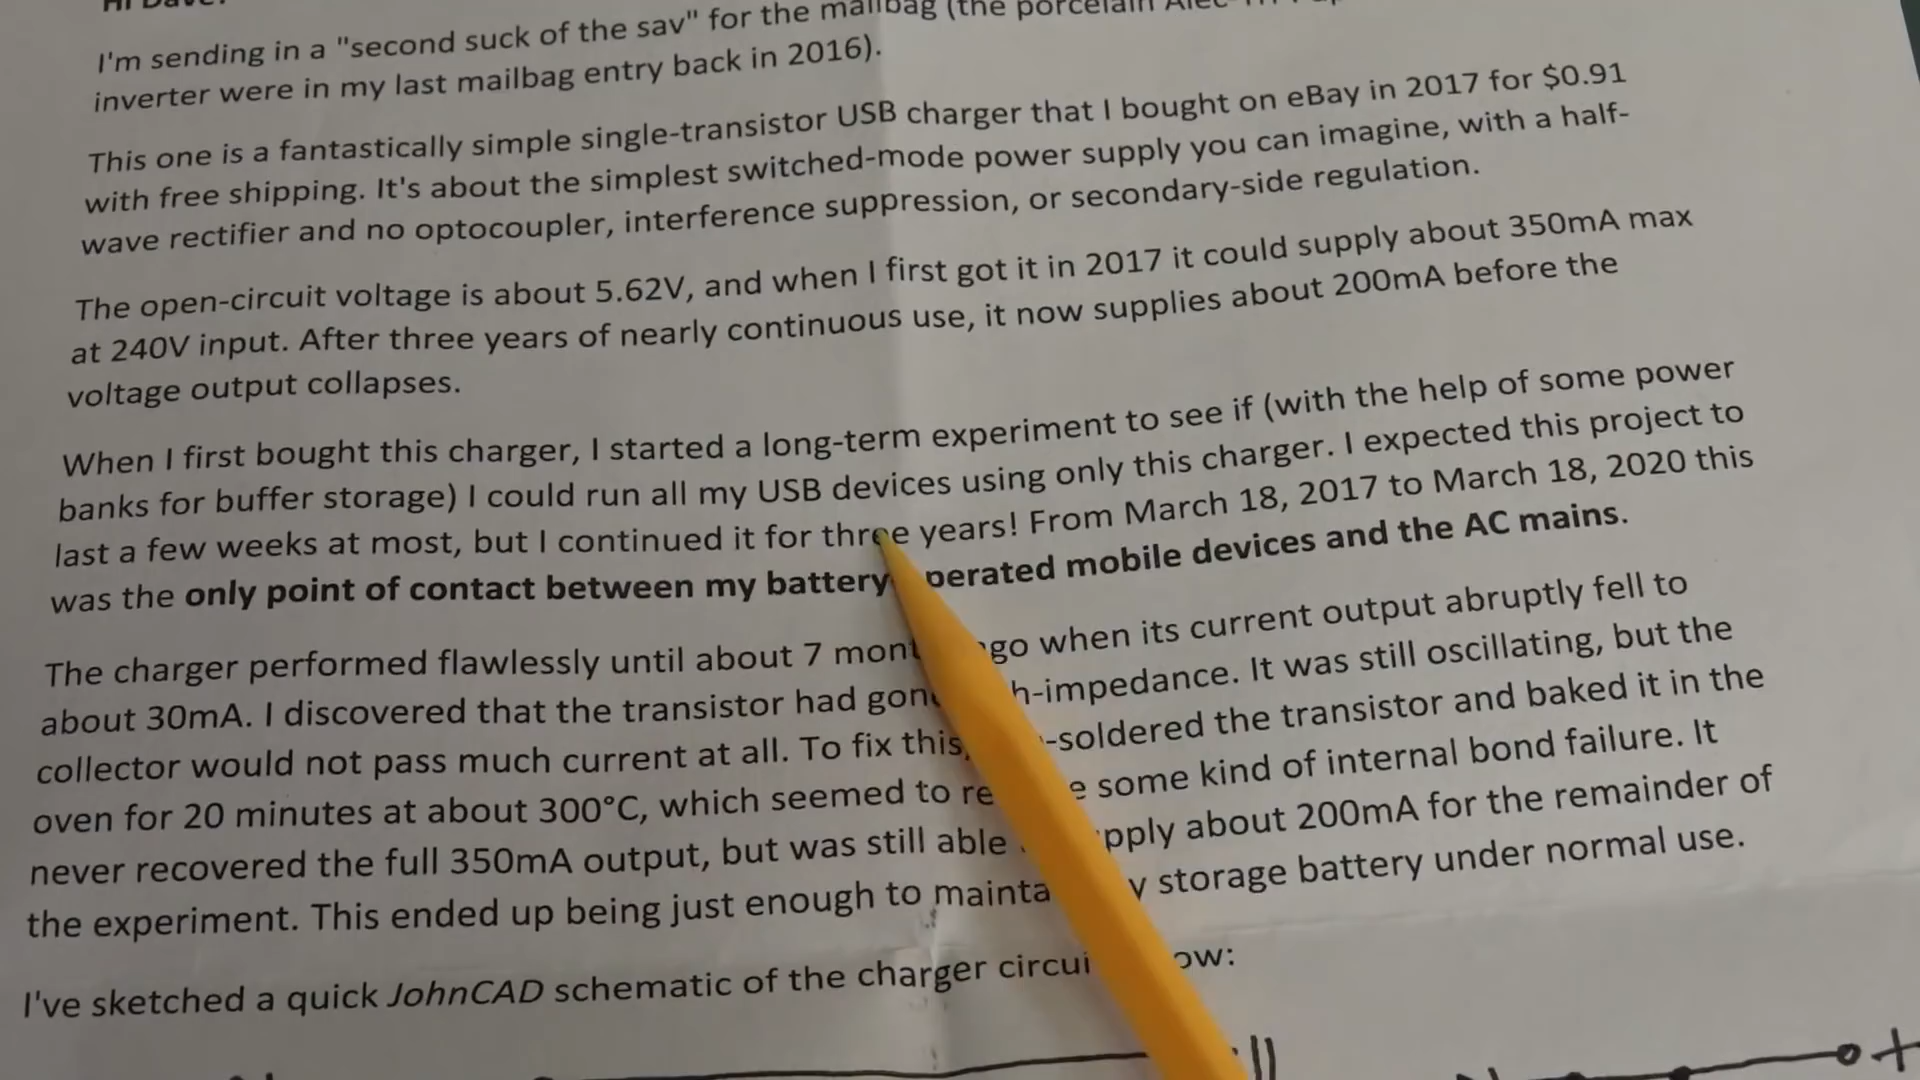 Hi Dave!
I'm sending in a "second suck of the sav" for the mailbag (the porcelain
inverter were in my last mailbag entry back in 2016).
This one is a fantastically simple single-transistor USB charger that I bought on eBay in 2017 for $0.91
with free shipping. It's about the simplest switched-mode power supply you can imagine, with a half-
wave rectifier and no optocoupler, interference suppression, or secondary-side regulation.
The open-circuit voltage is about 5.62V, and when I first got it in 2017 it could supply about 350mA max
at 240V input. After three years of nearly continuous use, it now supplies about 200mA before the
voltage output collapses.
When I first bought this charger, I started a long-term experiment to see if (with the help of some power
banks for buffer storage) I could run all my USB devices using only this charger. I expected this project to
last a few weeks at most, but I continued it for three years! From March 18, 2017 to March 18, 2020 this
was the only point of contact between my battery perated mobile devices and the AC mains.
The charger performed flawlessly until about 7 mont go when its current output abruptly fell to
about 30mA. I discovered that the transistor had gon h-impedance. It was still oscillating, but the
collector would not pass much current at all. To fix this, -soldered the transistor and baked it in the
oven for 20 minutes at about 300°C, which seemed to re e some kind of internal bond failure. It
never recovered the full 350mA output, but was still able pply about 200mA for the remainder of
the experiment. This ended up being just enough to mainta y storage battery under normal use.
I've sketched a quick JohnCAD schematic of the charger circui ow:
+